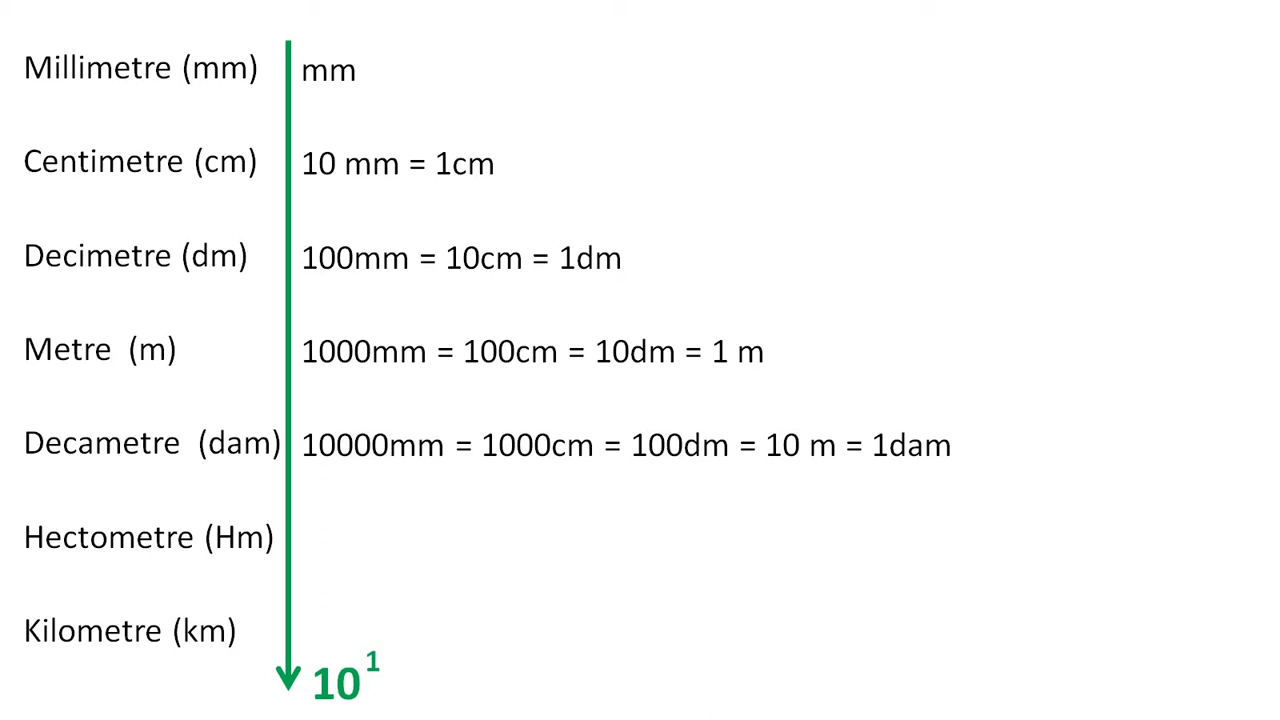 Millimetre (mm) mm
Centimetre (cm) 10 mm = 1cm
Decimetre (dm) 100mm = 10cm = 1dm
Metre (m) 1000mm = 100cm = 10dm = 1 m
Decametre (dam) 10000mm = 1000cm = 100dm = 10 m = 1dam
Hectometre (Hm)
Kilometre (km)
10¹